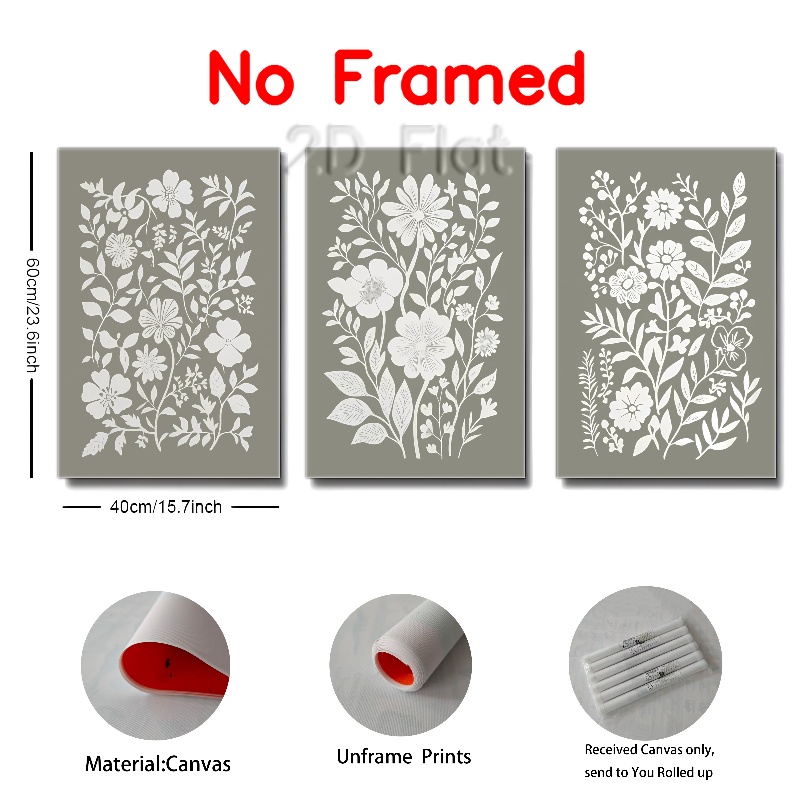 No Framed
2D Flat
60cm/23.6inch
40cm/15.7inch
Material:Canvas
Unframe Prints
Received Canvas only,
send to You Rolled up